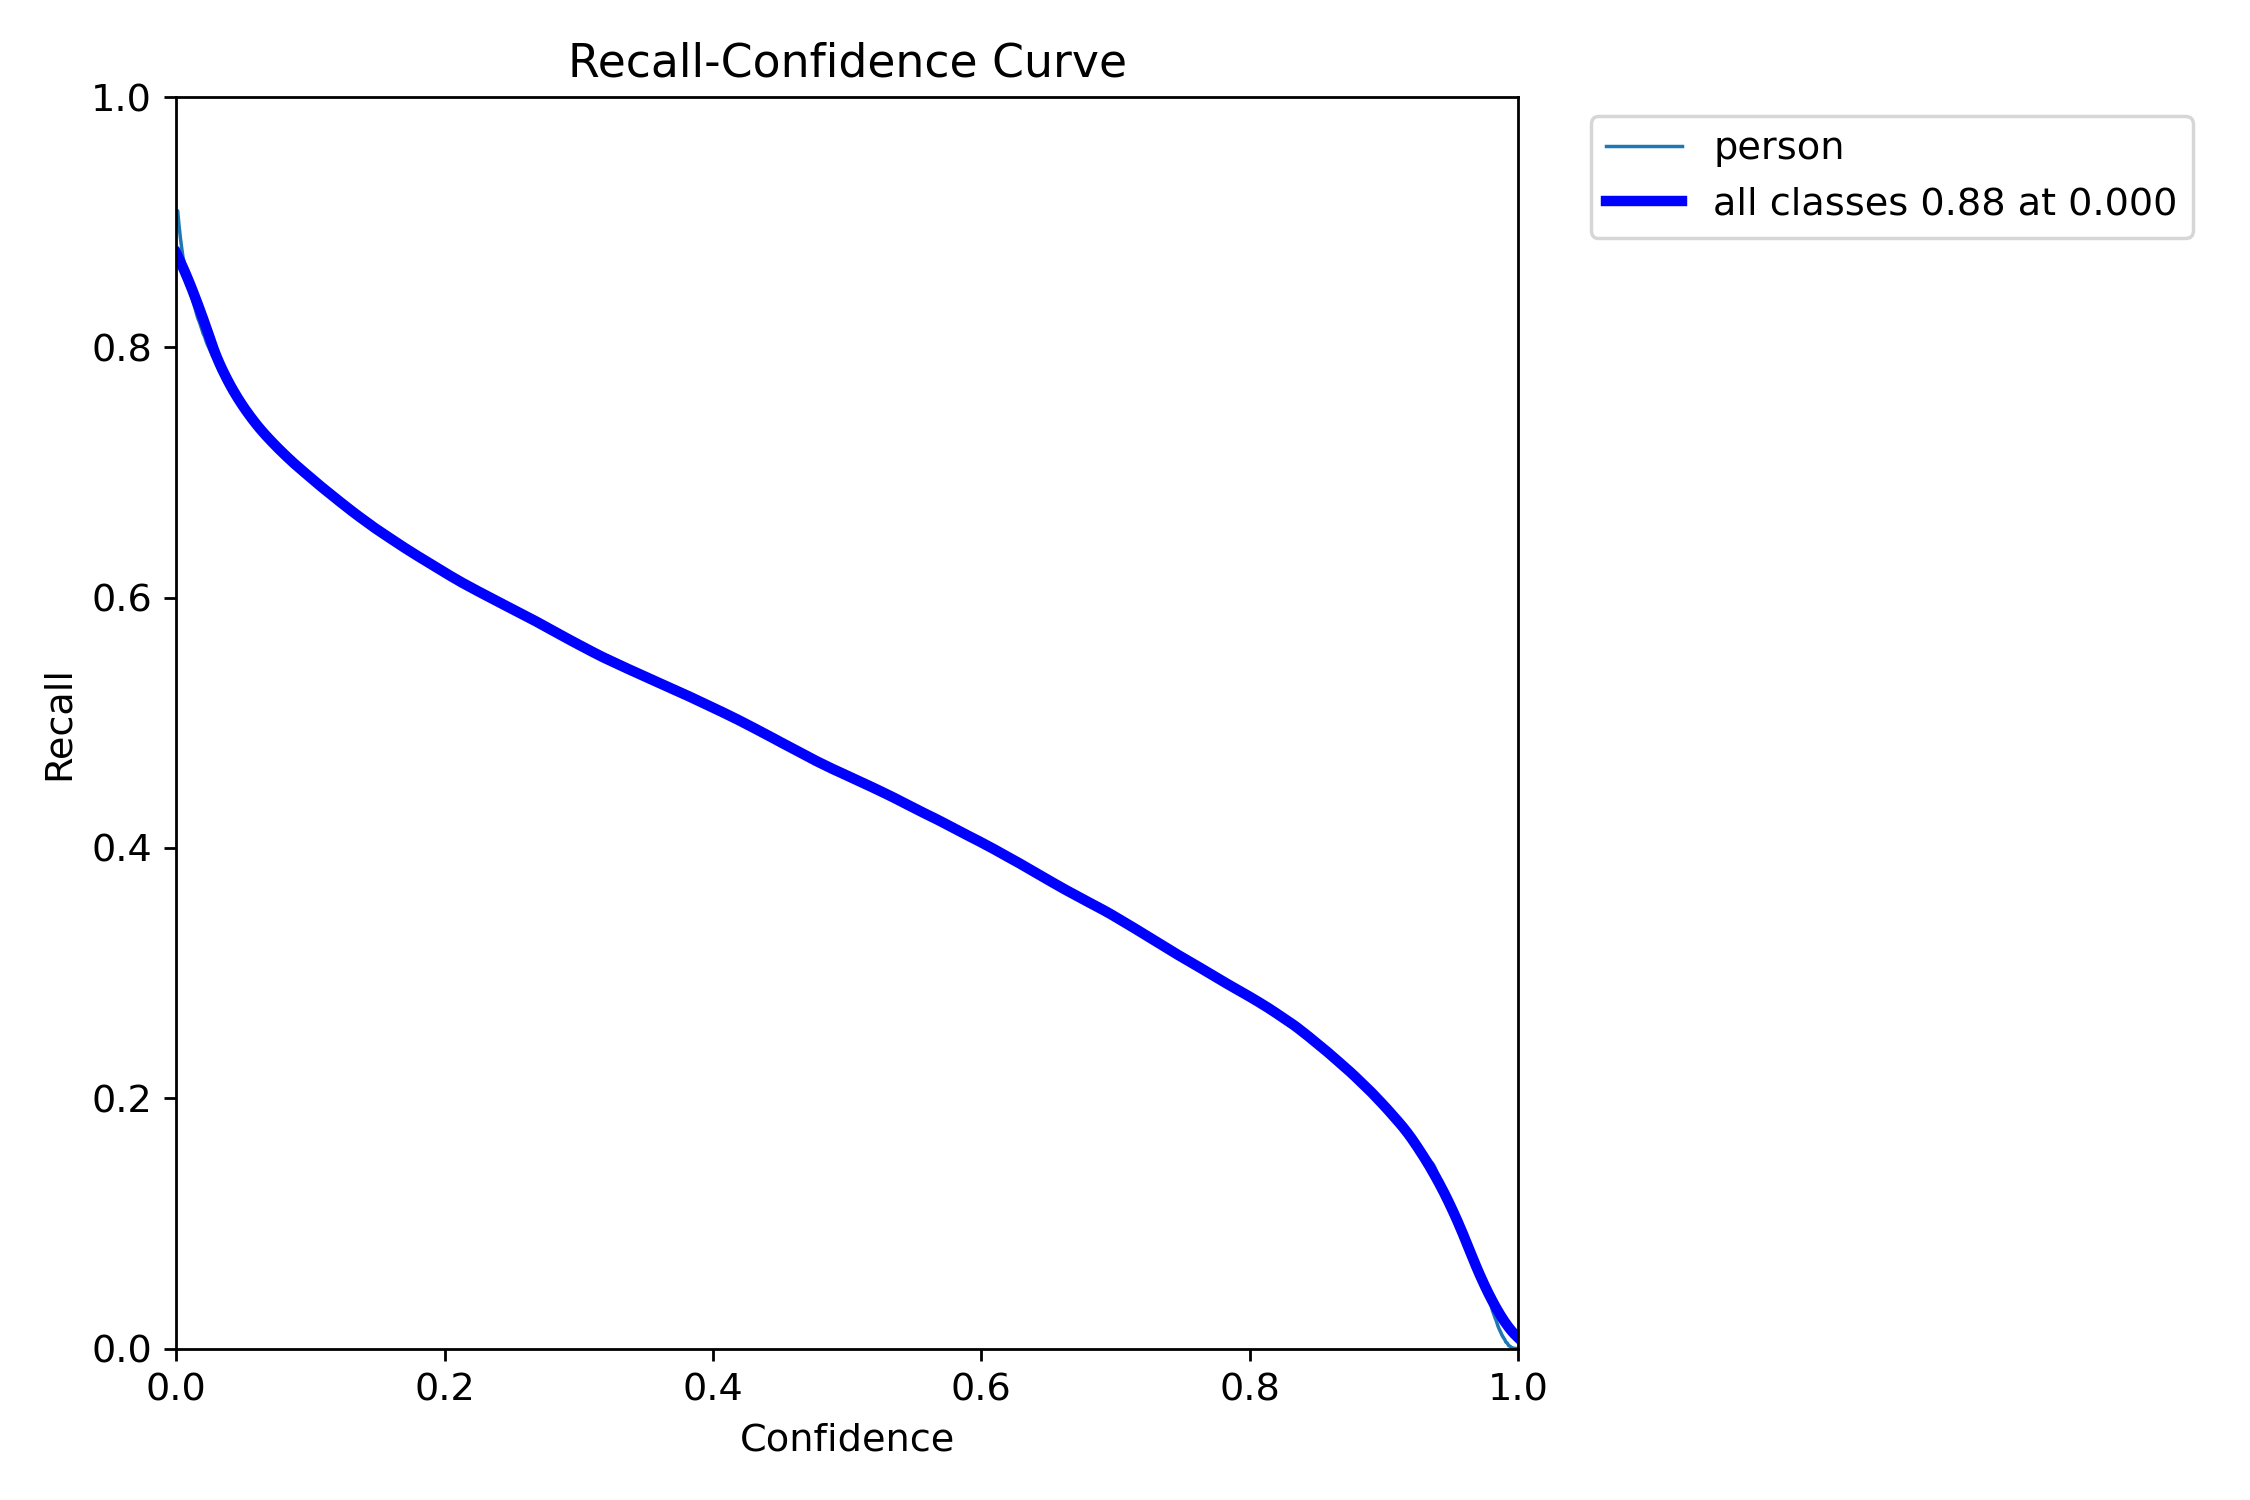 Recall-Confidence Curve
1.0
0.8
0.6
0.4
0.2
0.0
Recall
0.0 0.2 0.4 0.6 0.8 1.0
Confidence
person
all classes 0.88 at 0.000